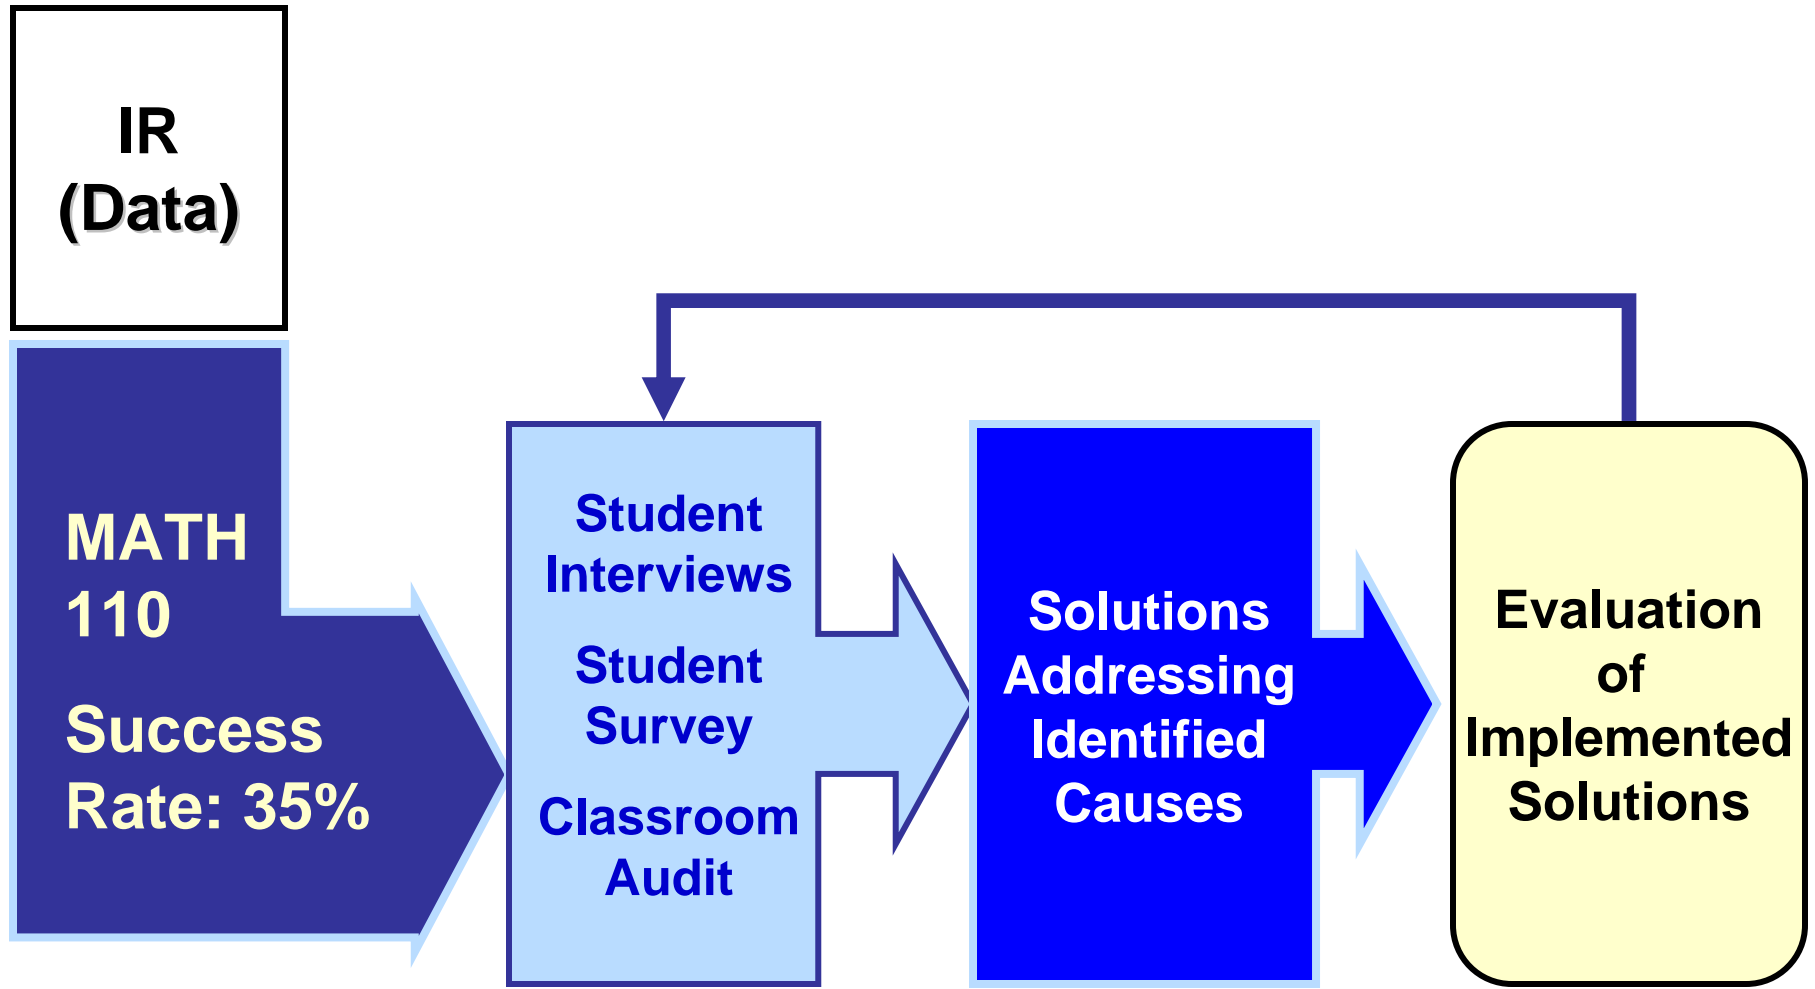 IR
(Data)
MATH
110
Success
Rate: 35%
Student
Interviews
Student
Survey
Classroom
Audit
Solutions
Addressing
Identified
Causes
Evaluation
of
Implemented
Solutions